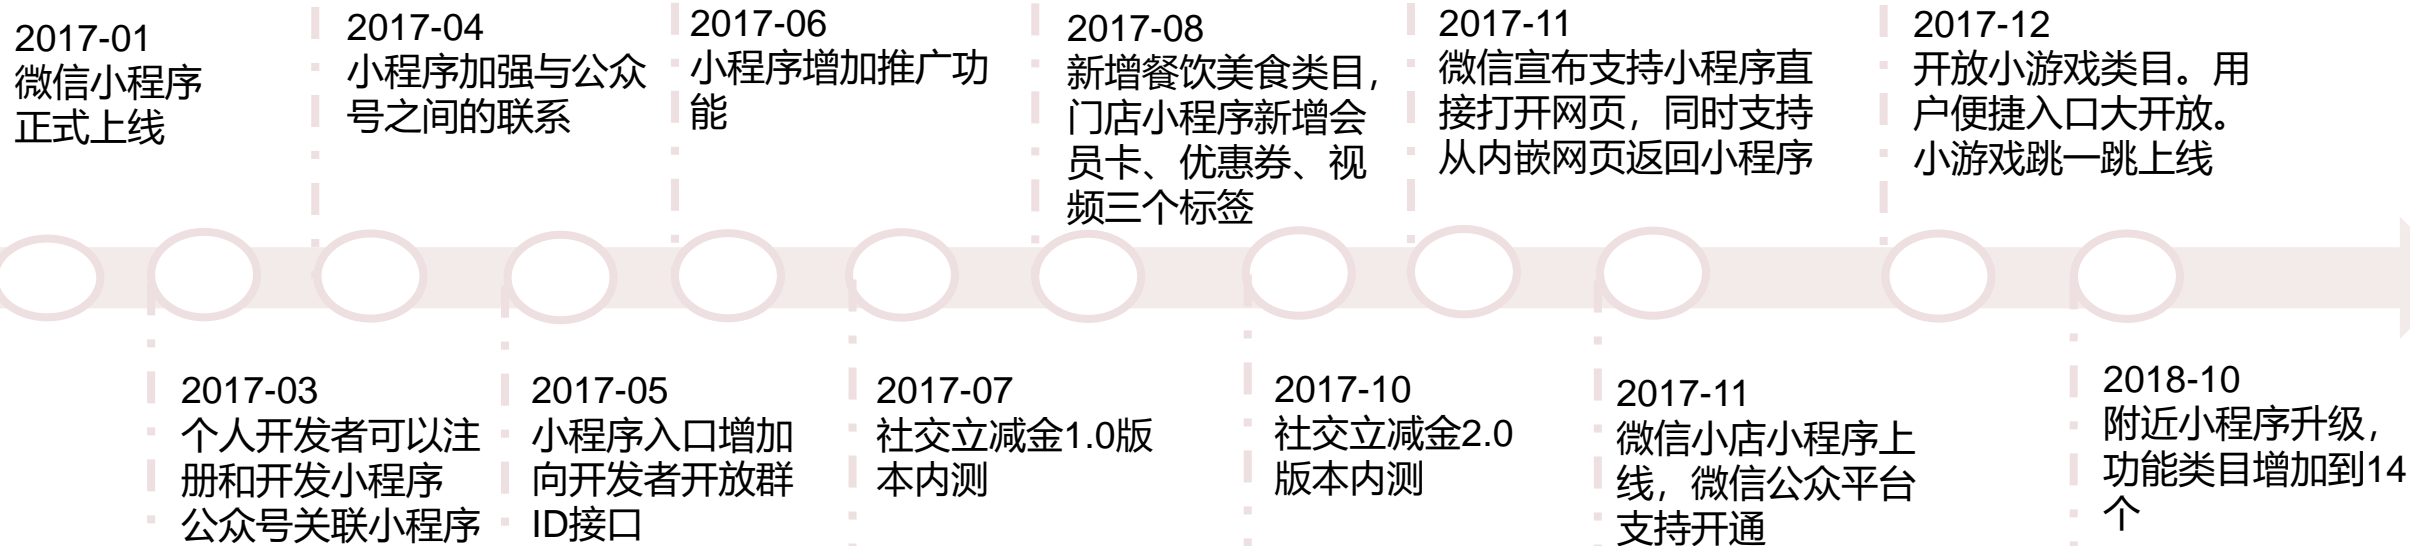 2017-01
微信小程序
正式上线
2017-04
小程序加强与公众
号之间的联系
2017-06
小程序增加推广功
能
2017-08
新增餐饮美食类目，
门店小程序新增会
员卡、优惠券、视
频三个标签
2017-11
微信宣布支持小程序直
接打开网页，同时支持
从内嵌网页返回小程序
2017-12
开放小游戏类目。用
户便捷入口大开放。
小游戏跳一跳上线
2017-03
个人开发者可以注
册和开发小程序
公众号关联小程序
2017-05
小程序入口增加
向开发者开放群
ID接口
2017-07
社交立减金1.0版
本内测
2017-10
社交立减金2.0
版本内测
2017-11
微信小店小程序上
线，微信公众平台
支持开通
2018-10
附近小程序升级，
功能类目增加到14
个